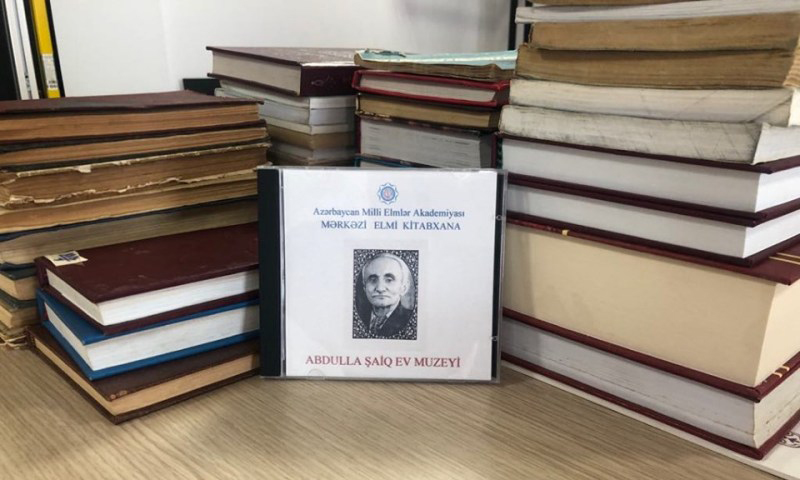 Azərbaycan Milli Elmlər Akademiyası
MƏRKƏZİ ELMİ KİTABXANA
ABDULLA ŞAİQ EV MUZEYİ